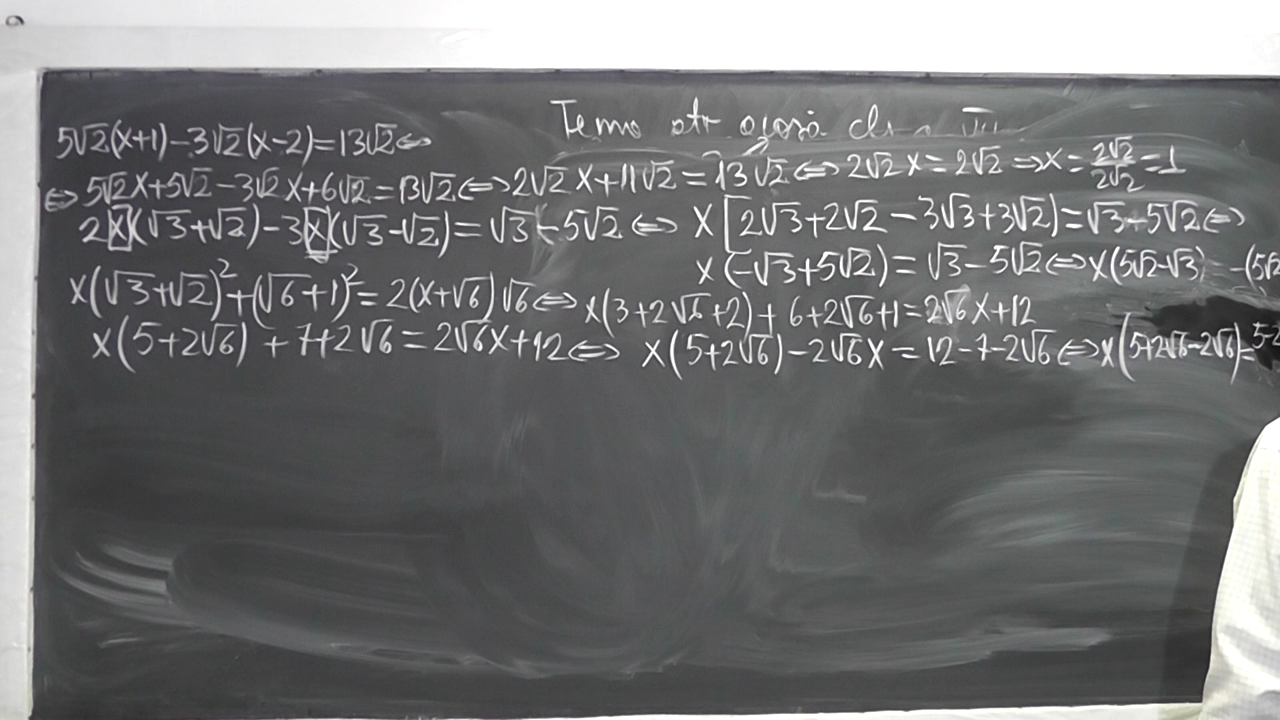 Tema
5√2(x+1)-3√2(x-2)=13√2⇔
⇔ 5√2x+5√2-3√2x+6√2=13√2⇔2√2x+11√2=13√2⇔2√2x=2√2⇒x=2√2/2√2=1
2x(√3+√2)-3x(√3-√2)=√3-5√2⇔ x[2√3+2√2-3√3+3√2)=√3-5√2⇔
x(-√3+5√2)=√3-5√2⇔x(5√2-√3) -(5√2
x(√3+√2)²+(√6+1)²=2(x+√6)√6⇔x(3+2√6+2)+6+2√6+1=2√6x+12
x(5+2√6)+7+2√6=2√6x+12⇔ x(5+2√6)-2√6x=12-7-2√6⇔x(5+2√6-2√6)=5-2